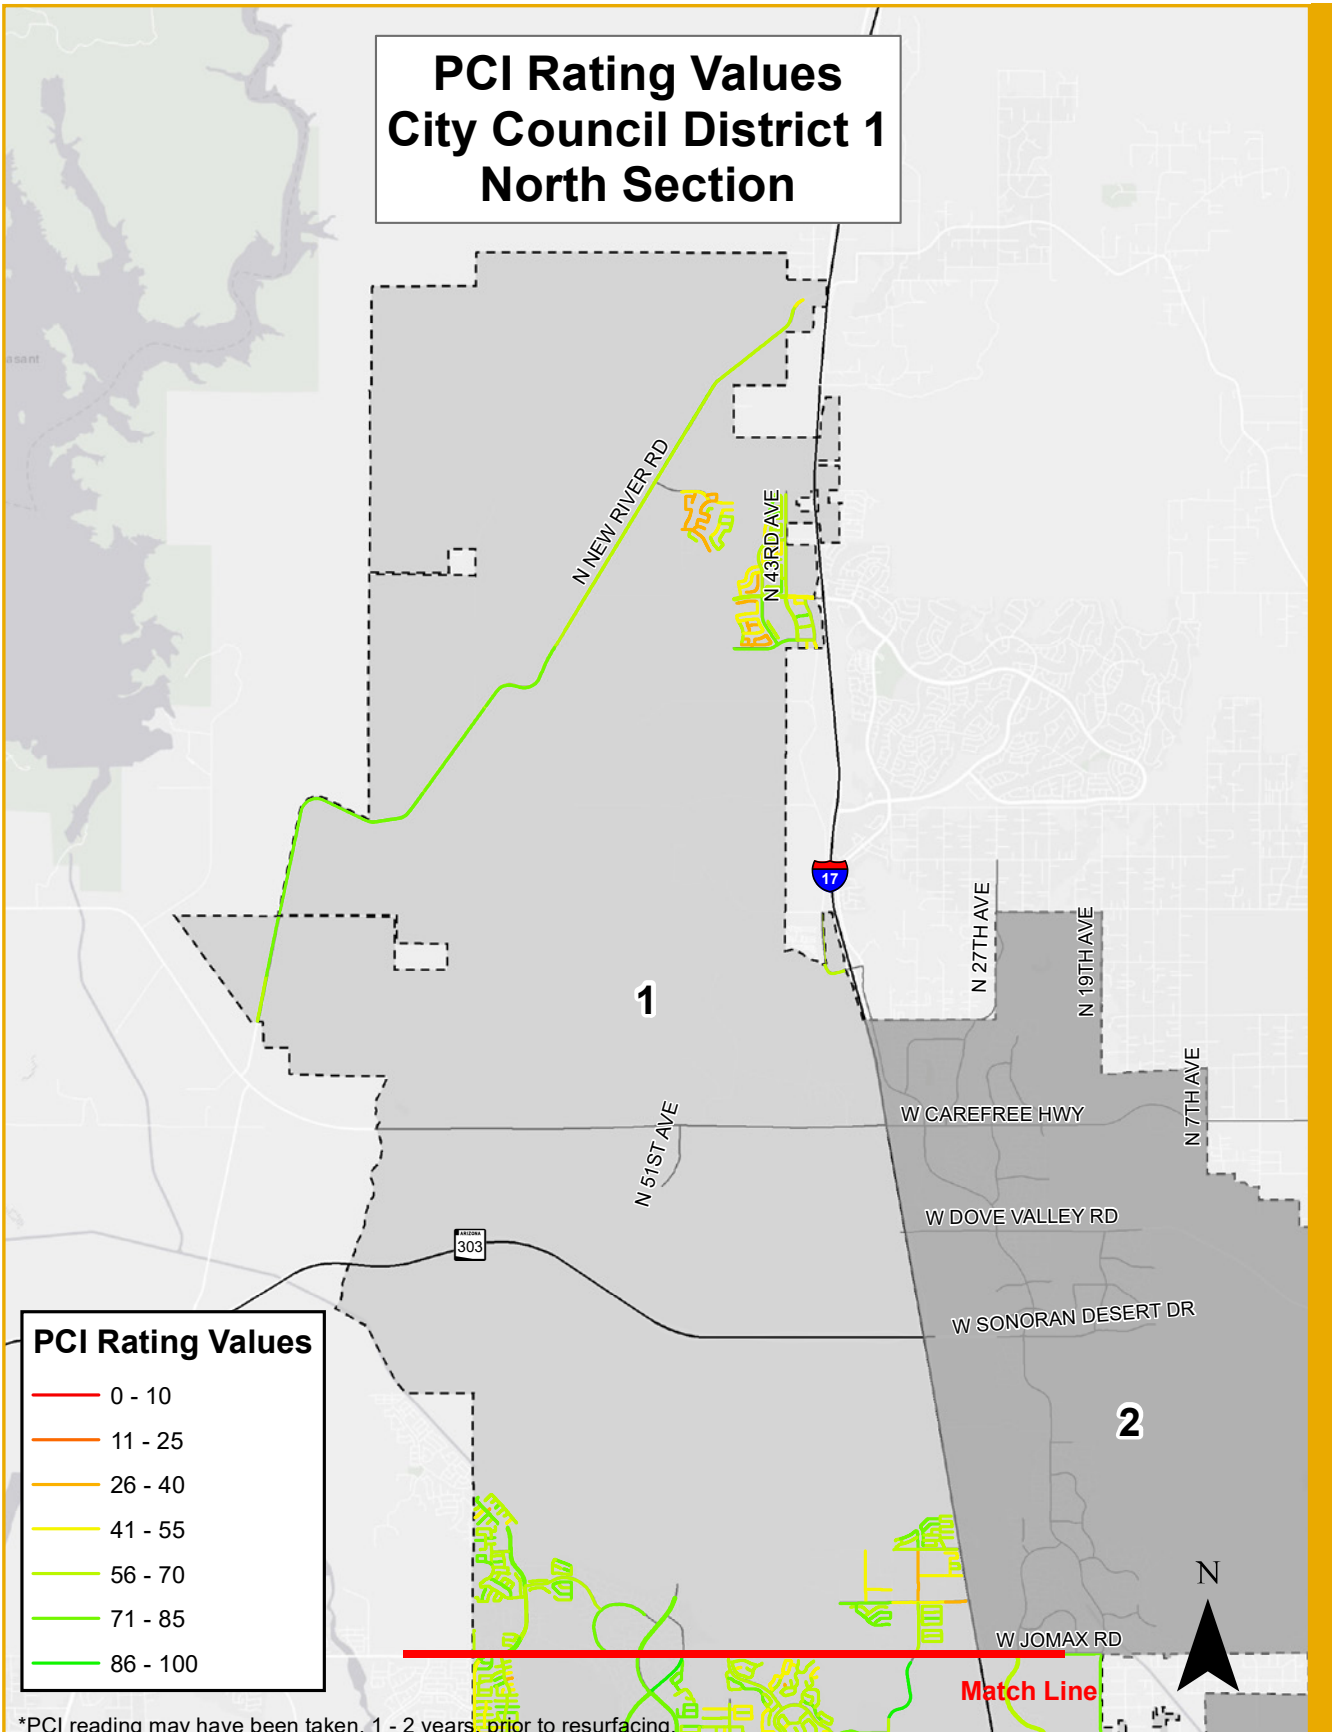 PCI Rating Values
City Council District 1
North Section
asant
N NEW RIVER RD
N 43RD AVE
17
N 27TH AVE
N 19TH AVE
1
N 7TH AVE
W CAREFREE HWY
N 51ST AVE
W DOVE VALLEY RD
ARIZONA
303
W SONORAN DESERT DR
PCI Rating Values
0 - 10
11 - 25
26 - 40
41 - 55
56 - 70
71 - 85
86 - 100
2
N
W JOMAX RD
Match Line
*PCI reading may have been taken, 1 - 2 years, prior to resurfacing.